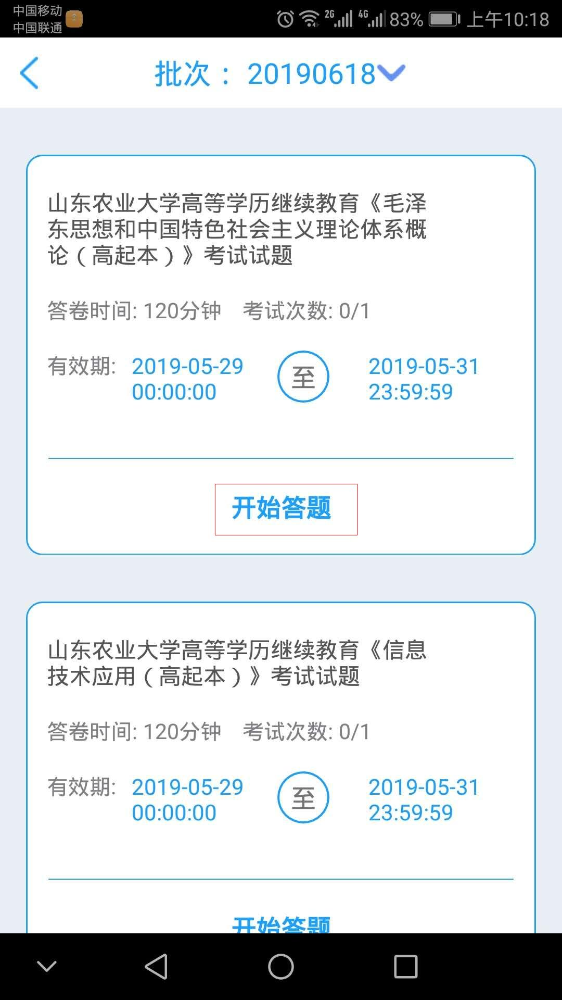 中国移动
中国联通
2G 4G 83% 上午10:18
批次 : 20190618
山东农业大学高等学历继续教育《毛泽
东思想和中国特色社会主义理论体系概
论（高起本）》考试试题
答卷时间: 120分钟 考试次数: 0/1
有效期: 2019-05-29 至 2019-05-31
00:00:00 23:59:59
开始答题
山东农业大学高等学历继续教育《信息
技术应用（高起本）》考试试题
答卷时间: 120分钟 考试次数: 0/1
有效期: 2019-05-29 至 2019-05-31
00:00:00 23:59:59
开始答题